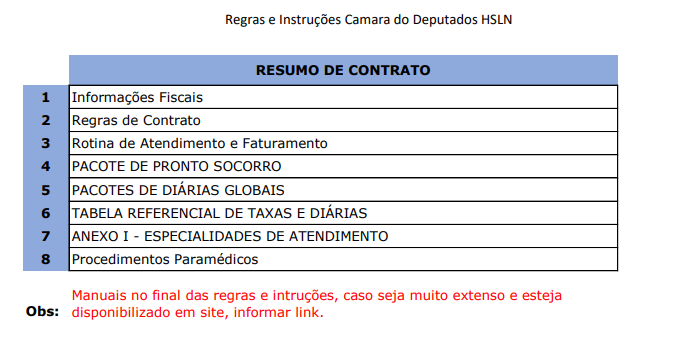 Regras e Instruções Camara do Deputados HSLN
RESUMO DE CONTRATO
1 Informações Fiscais
2 Regras de Contrato
3 Rotina de Atendimento e Faturamento
4 PACOTE DE PRONTO SOCORRO
5 PACOTES DE DIÁRIAS GLOBAIS
6 TABELA REFERENCIAL DE TAXAS E DIÁRIAS
7 ANEXO I - ESPECIALIDADES DE ATENDIMENTO
8 Procedimentos Paramédicos
Manuais no final das regras e intruções, caso seja muito extenso e esteja
Obs: disponibilizado em site, informar link.